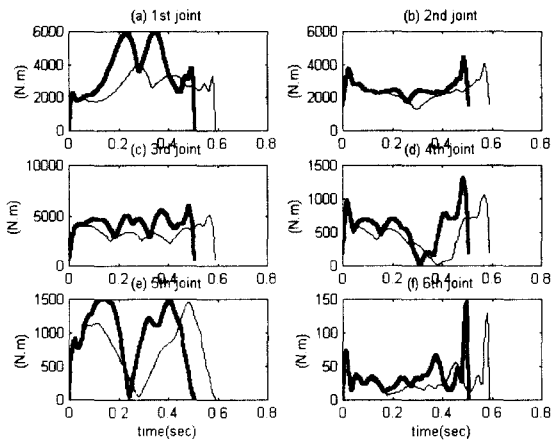 (a) 1st joint
(N.m)
6000
4000
2000
0
0 0.2 0.4 0.6 0.8
(b) 2nd joint
(N.m)
6000
4000
2000
0
0 0.2 0.4 0.6 0.8
(c) 3rd joint
(N.m)
10000
5000
0
0 0.2 0.4 0.6 0.8
(d) 4th joint
(N.m)
1500
1000
500
0
0 0.2 0.4 0.6 0.8
(e) 5th joint
(N.m)
1500
1000
500
0
0 0.2 0.4 0.6 0.8
time(sec)
(f) 6th joint
(N.m)
150
100
50
0
0 0.2 0.4 0.6 0.8
time(sec)